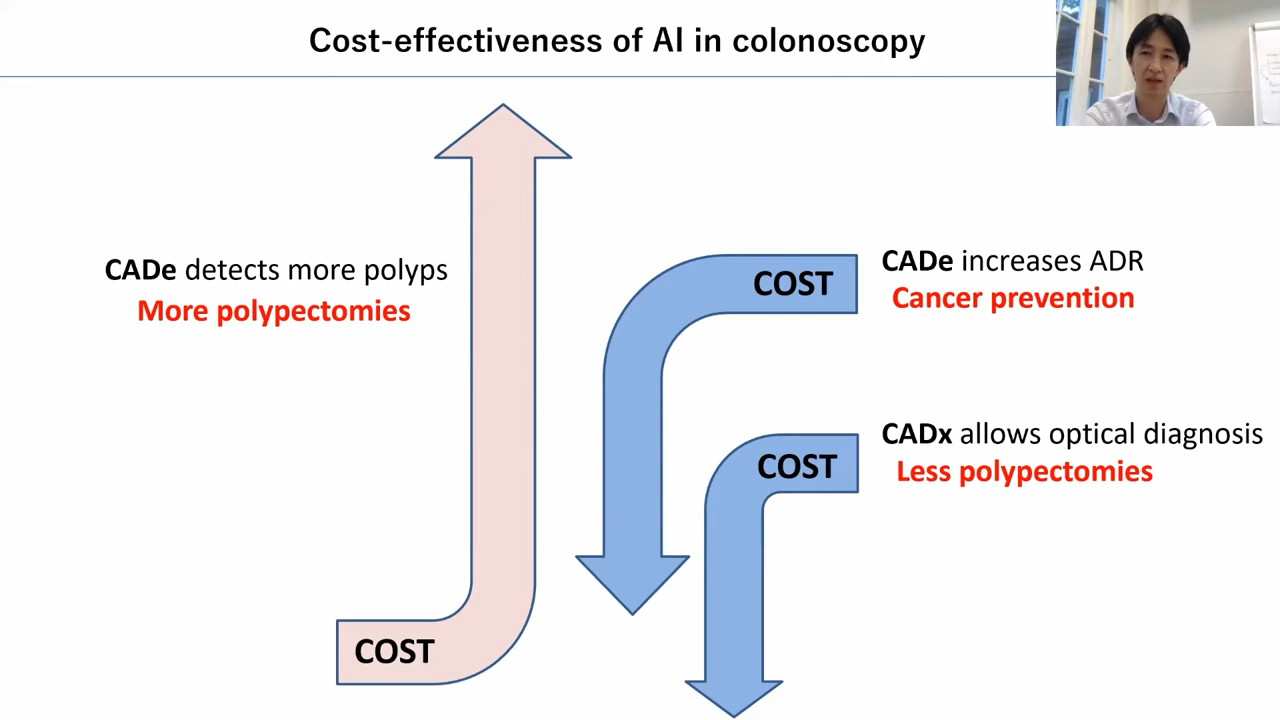 Cost-effectiveness of AI in colonoscopy
CADe detects more polyps
More polypectomies
COST
COST
CADe increases ADR
Cancer prevention
COST
CADx allows optical diagnosis
Less polypectomies